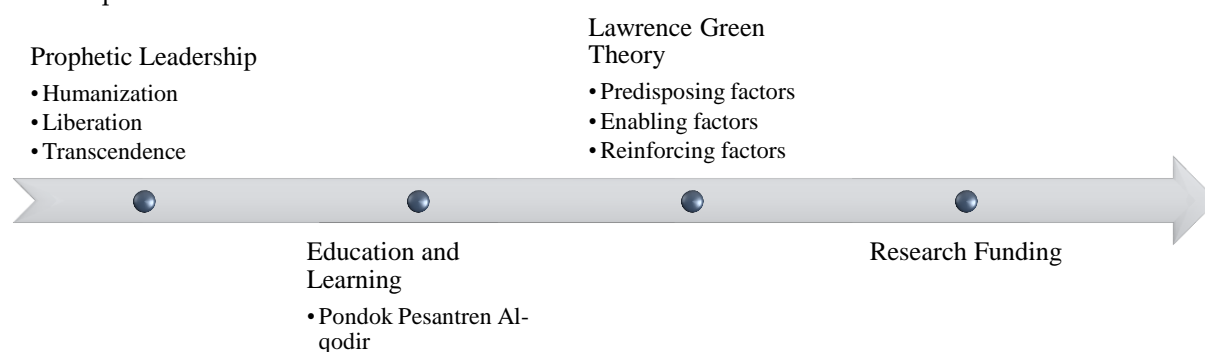 Prophetic Leadership
•Humanization
•Liberation
•Transcendence
Education and
Learning
•Pondok Pesantren Al-
qodir
Lawrence Green
Theory
•Predisposing factors
•Enabling factors
•Reinforcing factors
Research Funding